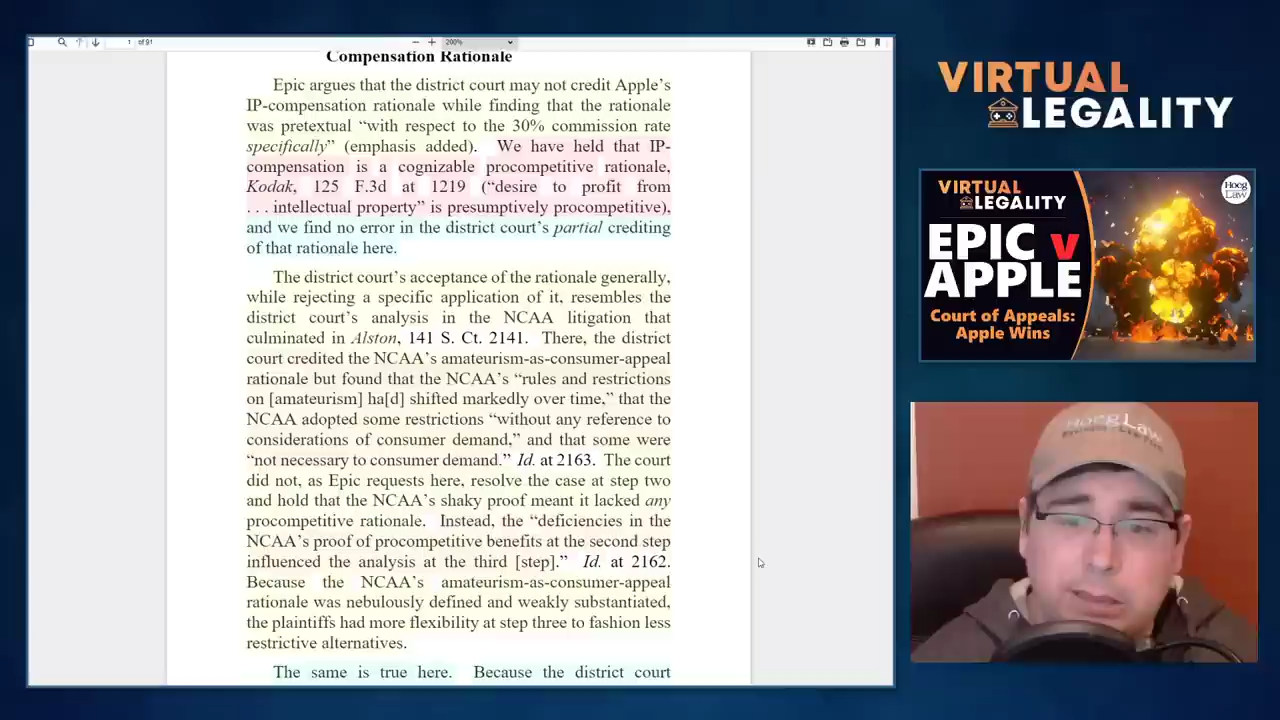 1 of 91
200%
Compensation Rationale
Epic argues that the district court may not credit Apple's
IP-compensation rationale while finding that the rationale
was pretextual “with respect to the 30% commission rate
specifically” (emphasis added). We have held that IP-
compensation is a cognizable procompetitive rationale,
Kodak, 125 F.3d at 1219 (“desire to profit from
. . . intellectual property” is presumptively procompetitive),
and we find no error in the district court's partial crediting
of that rationale here.
The district court's acceptance of the rationale generally,
while rejecting a specific application of it, resembles the
district court's analysis in the NCAA litigation that
culminated in Alston, 141 S. Ct. 2141. There, the district
court credited the NCAA's amateurism-as-consumer-appeal
rationale but found that the NCAA's “rules and restrictions
on [amateurism] ha[d] shifted markedly over time,” that the
NCAA adopted some restrictions “without any reference to
considerations of consumer demand,” and that some were
“not necessary to consumer demand.” Id. at 2163. The court
did not, as Epic requests here, resolve the case at step two
and hold that the NCAA's shaky proof meant it lacked any
procompetitive rationale. Instead, the “deficiencies in the
NCAA's proof of procompetitive benefits at the second step
influenced the analysis at the third [step].” Id. at 2162.
Because the NCAA's amateurism-as-consumer-appeal
rationale was nebulously defined and weakly substantiated,
the plaintiffs had more flexibility at step three to fashion less
restrictive alternatives.
The same is true here. Because the district court
VIRTUAL
LEGALITY
VIRTUAL
LEGALITY
Hoeg
Law
EPIC v
APPLE
Court of Appeals:
Apple Wins
Hoeg Law